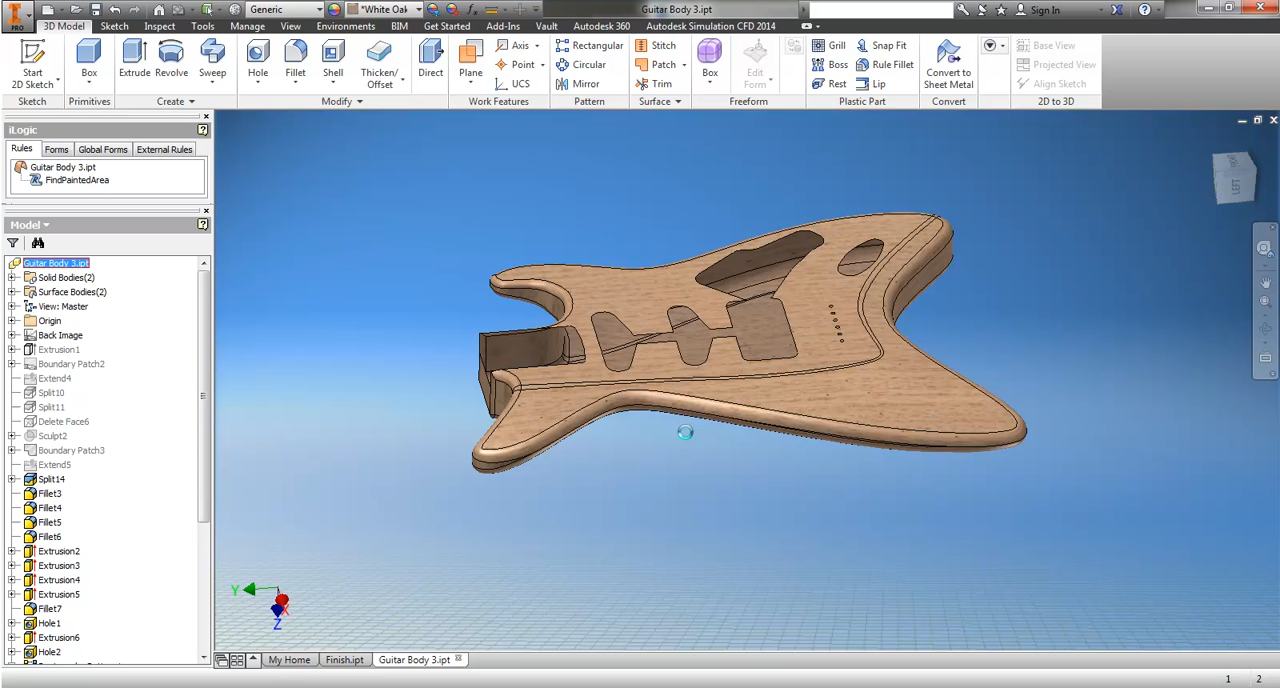 Generic
*White Oak
Guitar Body 3.ipt
Sign In
PRO
3D Model
Sketch
Inspect
Tools
Manage
View
Environments
BIM
Get Started
Add-Ins
Vault
Autodesk 360
Autodesk Simulation CFD 2014
Start
2D Sketch
Box
Extrude
Revolve
Sweep
Hole
Fillet
Shell
Thicken/
Offset
Direct
Plane
Axis
Point
UCS
Rectangular
Circular
Mirror
Stitch
Patch
Trim
Box
Edit
Form
Grill
Boss
Rest
Snap Fit
Rule Fillet
Lip
Convert to
Sheet Metal
Base View
Projected View
Align Sketch
Sketch
Primitives
Create
Modify
Work Features
Pattern
Surface
Freeform
Plastic Part
Convert
2D to 3D
iLogic
Rules
Forms
Global Forms
External Rules
Guitar Body 3.ipt
FindPaintedArea
Model
Guitar Body 3.ipt
Solid Bodies(2)
Surface Bodies(2)
View: Master
Origin
Back Image
Extrusion1
Boundary Patch2
Extend4
Split10
Split11
Delete Face6
Sculpt2
Boundary Patch3
Extend5
Split14
Fillet3
Fillet4
Fillet5
Fillet6
Extrusion2
Extrusion3
Extrusion4
Extrusion5
Fillet7
Hole1
Extrusion6
Hole2
LEFT
Y
X
Z
My Home
Finish.ipt
Guitar Body 3.ipt
1
2